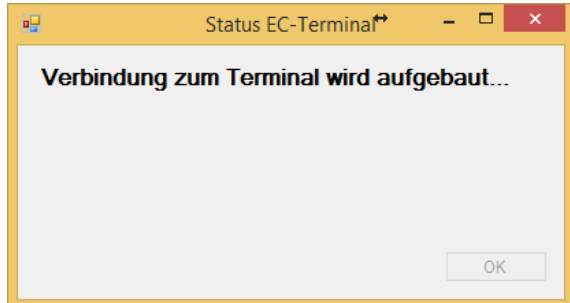 Status EC-Terminal
Verbindung zum Terminal wird aufgebaut...
OK